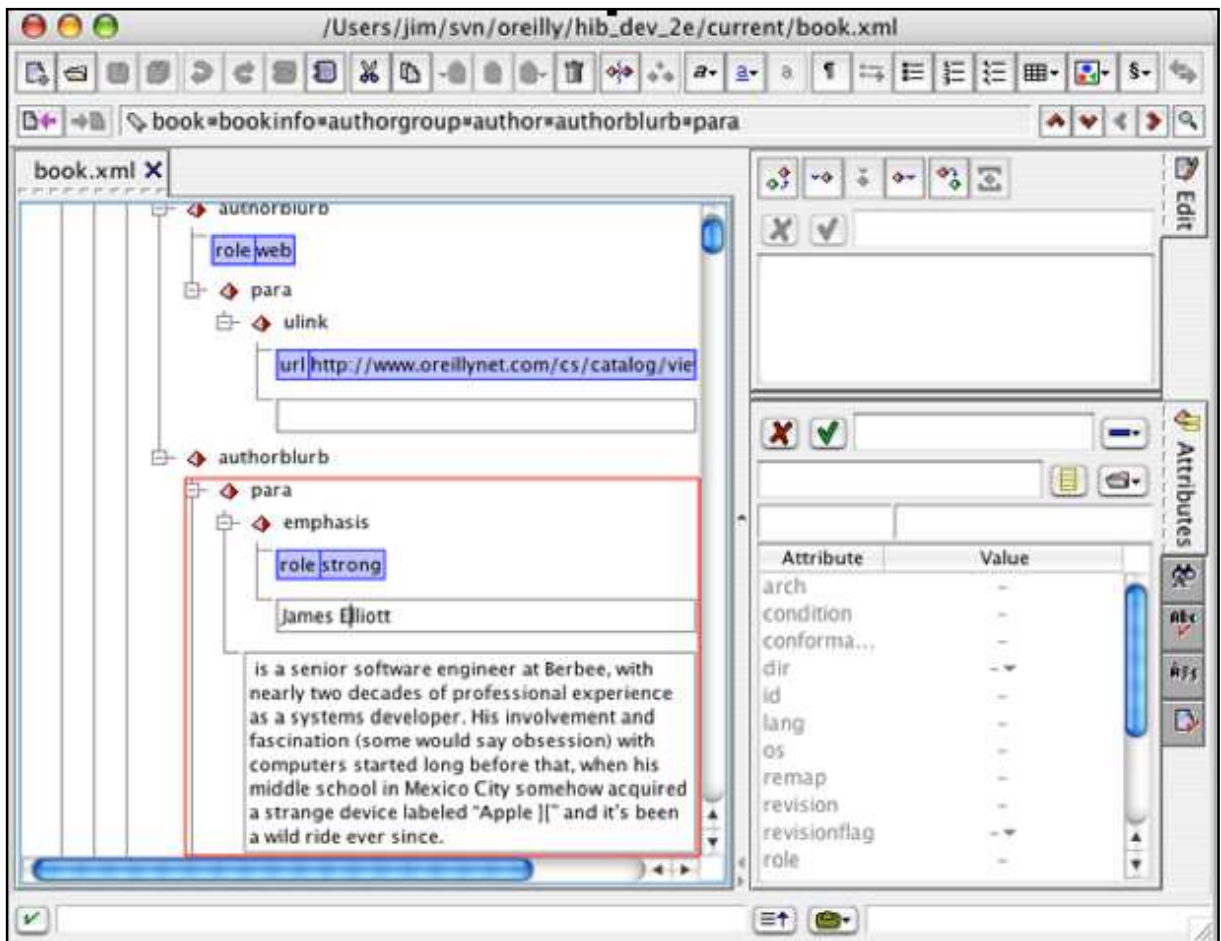 /Users/jim/svn/oreilly/hib_dev_2e/current/book.xml
a a a ¶ §
book▪bookinfo▪authorgroup▪author▪authorblurb▪para
book.xml X
Edit
authorblurb
role web
para
ulink
url http://www.oreillynet.com/cs/catalog/vie
authorblurb
para
emphasis
role strong
James Elliott
is a senior software engineer at Berbee, with
nearly two decades of professional experience
as a systems developer. His involvement and
fascination (some would say obsession) with
computers started long before that, when his
middle school in Mexico City somehow acquired
a strange device labeled “Apple ][” and it’s been
a wild ride ever since.
Attributes
Attribute Value
arch –
condition –
conforma... –
dir –
id –
lang –
os –
remap –
revision –
revisionflag –
role –
Abc